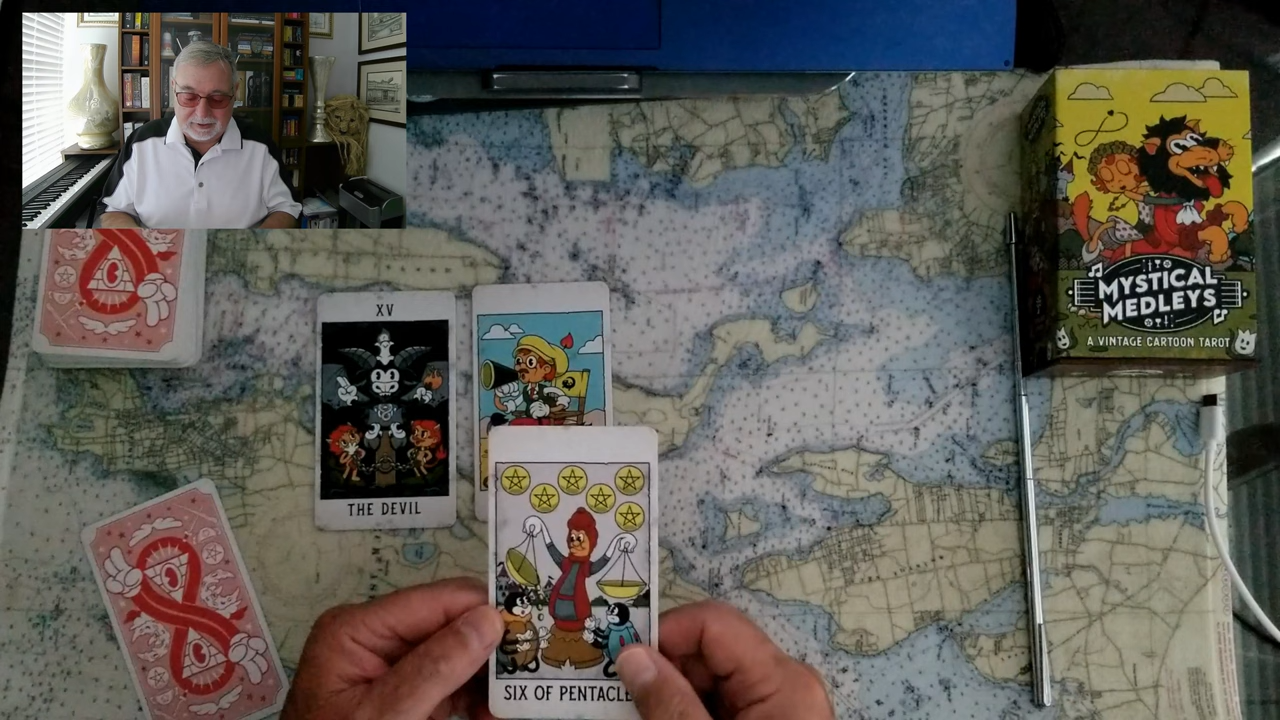 XV
THE DEVIL
SIX OF PENTACLE
MYSTICAL
MEDLEYS
A VINTAGE CARTOON TAROT